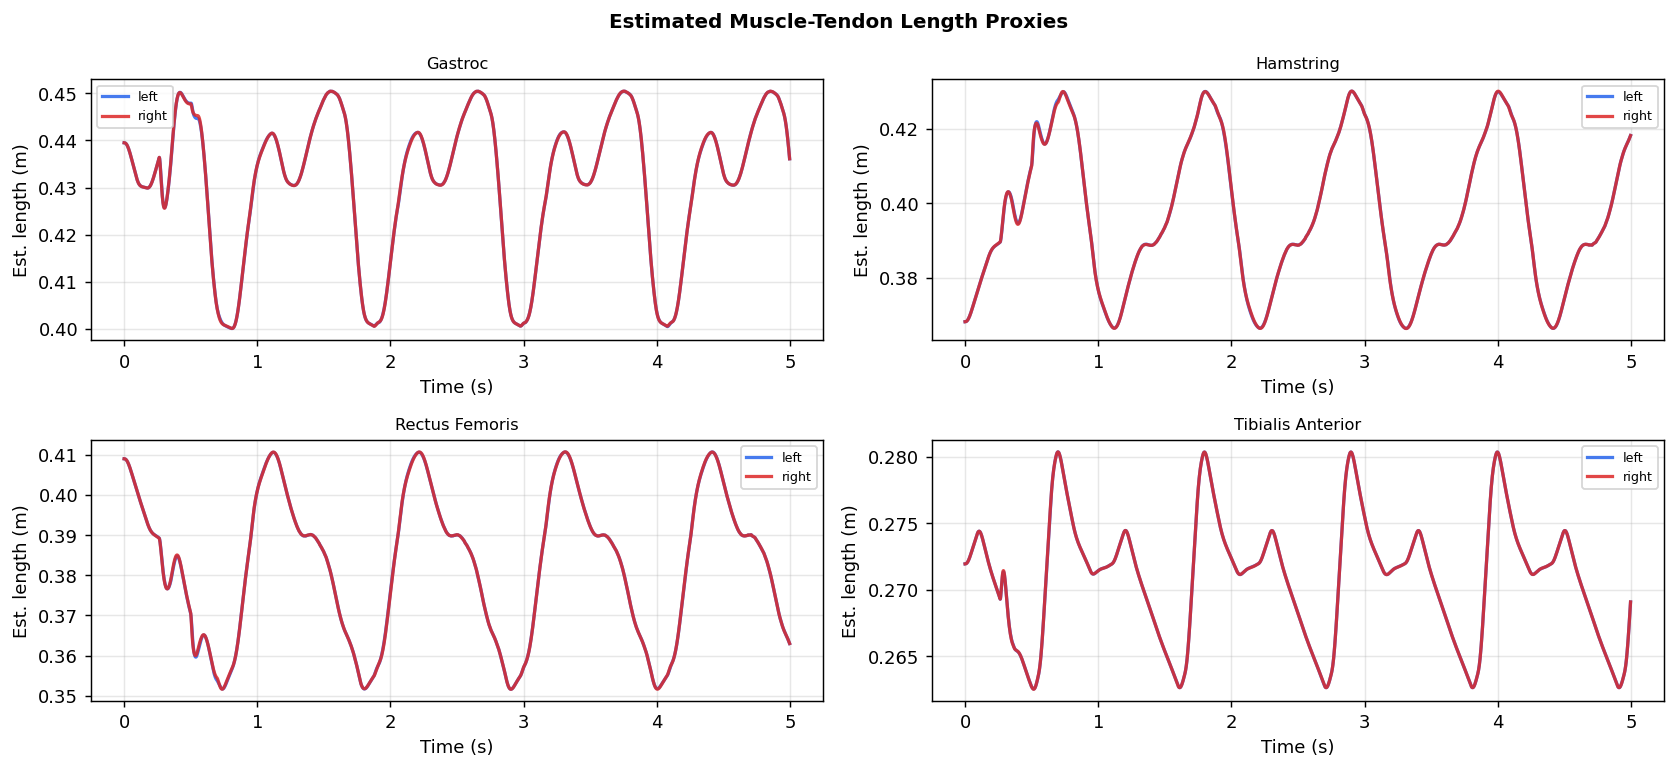 Estimated Muscle-Tendon Length Proxies
Gastroc
Est. length (m)
0.45
0.44
0.43
0.42
0.41
0.40
left
right
0 1 2 3 4 5
Time (s)
Hamstring
Est. length (m)
0.42
0.40
0.38
left
right
0 1 2 3 4 5
Time (s)
Rectus Femoris
Est. length (m)
0.41
0.40
0.39
0.38
0.37
0.36
0.35
left
right
0 1 2 3 4 5
Time (s)
Tibialis Anterior
Est. length (m)
0.280
0.275
0.270
0.265
left
right
0 1 2 3 4 5
Time (s)